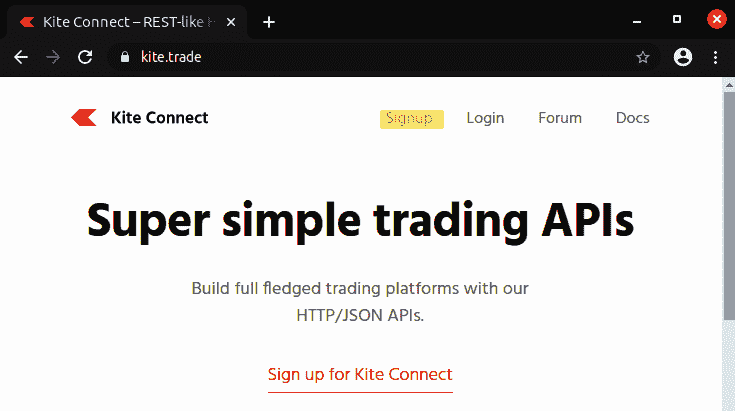 Kite Connect – REST-like
kite.trade
Kite Connect
Signup
Login
Forum
Docs
Super simple trading APIs
Build full fledged trading platforms with our
HTTP/JSON APIs.
Sign up for Kite Connect